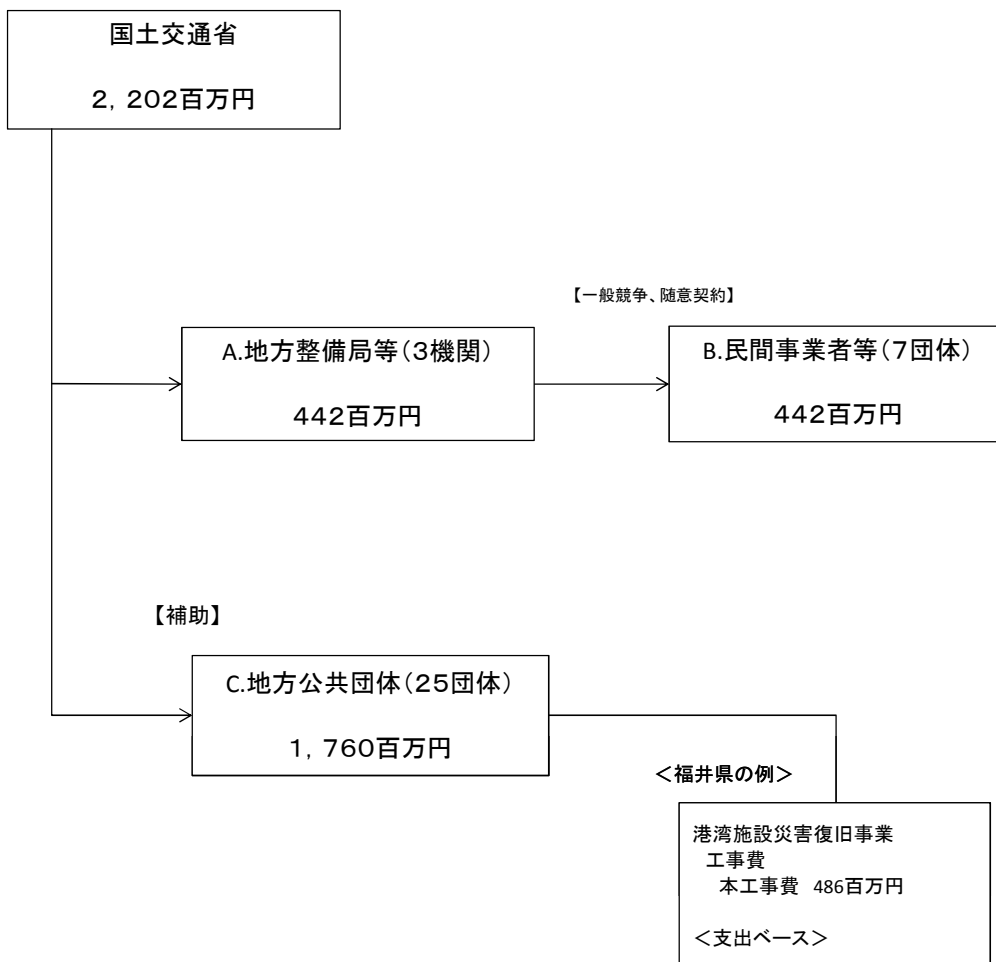 国土交通省
２，２０２百万円
【一般競争、随意契約】
A.地方整備局等（３機関）
４４２百万円
B.民間事業者等（７団体）
４４２百万円
【補助】
C.地方公共団体（２５団体）
１，７６０百万円
＜福井県の例＞
港湾施設災害復旧事業
工事費
本工事費 486百万円
＜支出ベース＞